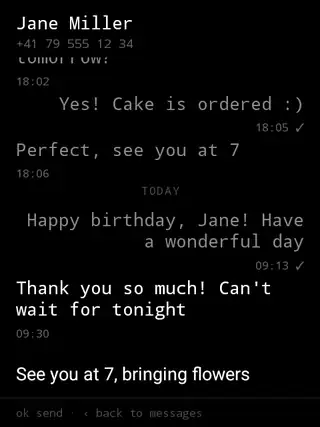 Jane Miller
+41 79 555 12 34
tomorrow?
18:02
Yes! Cake is ordered :)
18:05 ✓
Perfect, see you at 7
18:06
TODAY
Happy birthday, Jane! Have
a wonderful day
09:13 ✓
Thank you so much! Can't
wait for tonight
09:30
See you at 7, bringing flowers
ok send · ‹ back to messages